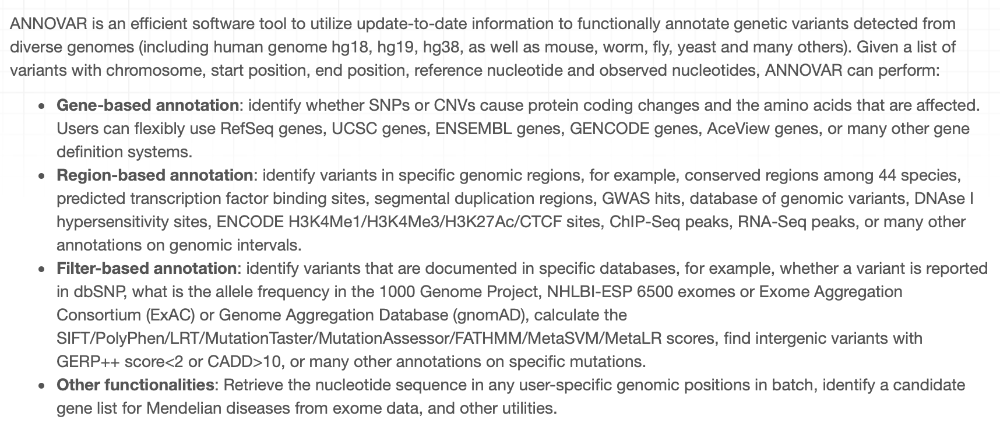 ANNOVAR is an efficient software tool to utilize update-to-date information to functionally annotate genetic variants detected from
diverse genomes (including human genome hg18, hg19, hg38, as well as mouse, worm, fly, yeast and many others). Given a list of
variants with chromosome, start position, end position, reference nucleotide and observed nucleotides, ANNOVAR can perform:
• Gene-based annotation: identify whether SNPs or CNVs cause protein coding changes and the amino acids that are affected.
Users can flexibly use RefSeq genes, UCSC genes, ENSEMBL genes, GENCODE genes, AceView genes, or many other gene
definition systems.
• Region-based annotation: identify variants in specific genomic regions, for example, conserved regions among 44 species,
predicted transcription factor binding sites, segmental duplication regions, GWAS hits, database of genomic variants, DNAse I
hypersensitivity sites, ENCODE H3K4Me1/H3K4Me3/H3K27Ac/CTCF sites, ChIP-Seq peaks, RNA-Seq peaks, or many other
annotations on genomic intervals.
• Filter-based annotation: identify variants that are documented in specific databases, for example, whether a variant is reported
in dbSNP, what is the allele frequency in the 1000 Genome Project, NHLBI-ESP 6500 exomes or Exome Aggregation
Consortium (ExAC) or Genome Aggregation Database (gnomAD), calculate the
SIFT/PolyPhen/LRT/MutationTaster/MutationAssessor/FATHMM/MetaSVM/MetaLR scores, find intergenic variants with
GERP++ score<2 or CADD>10, or many other annotations on specific mutations.
• Other functionalities: Retrieve the nucleotide sequence in any user-specific genomic positions in batch, identify a candidate
gene list for Mendelian diseases from exome data, and other utilities.